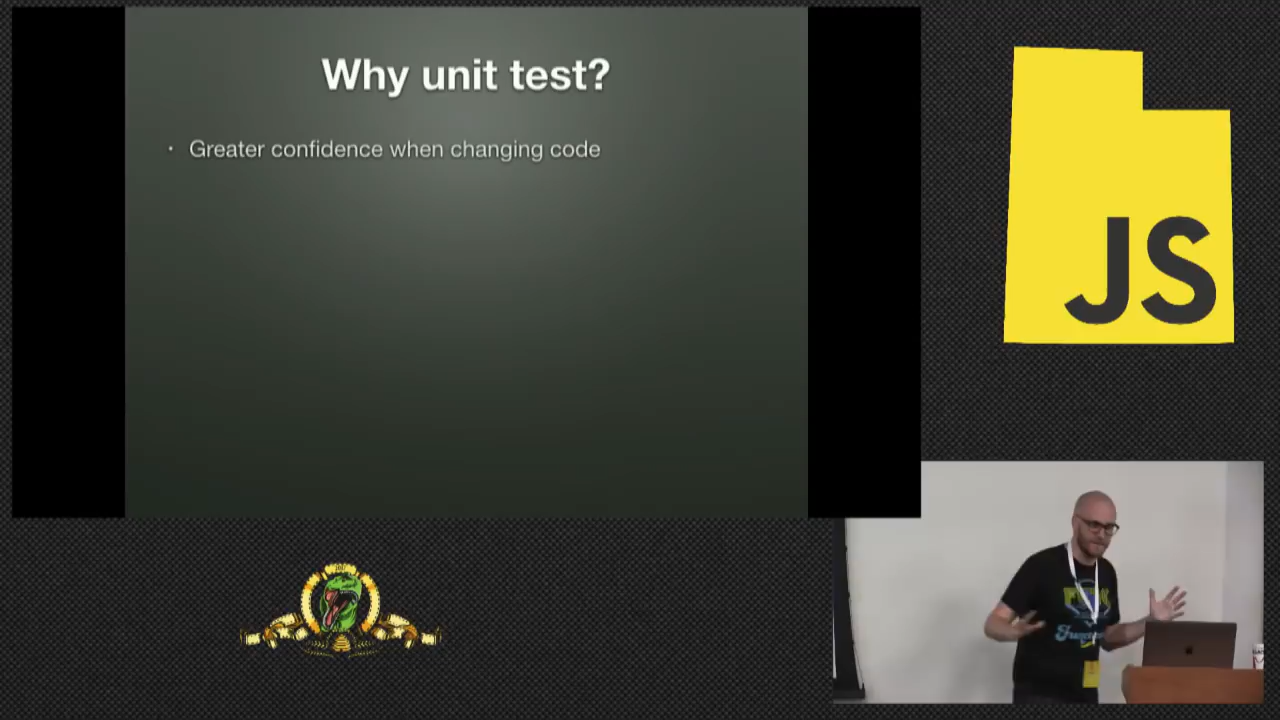 Why unit test?
• Greater confidence when changing code
JS